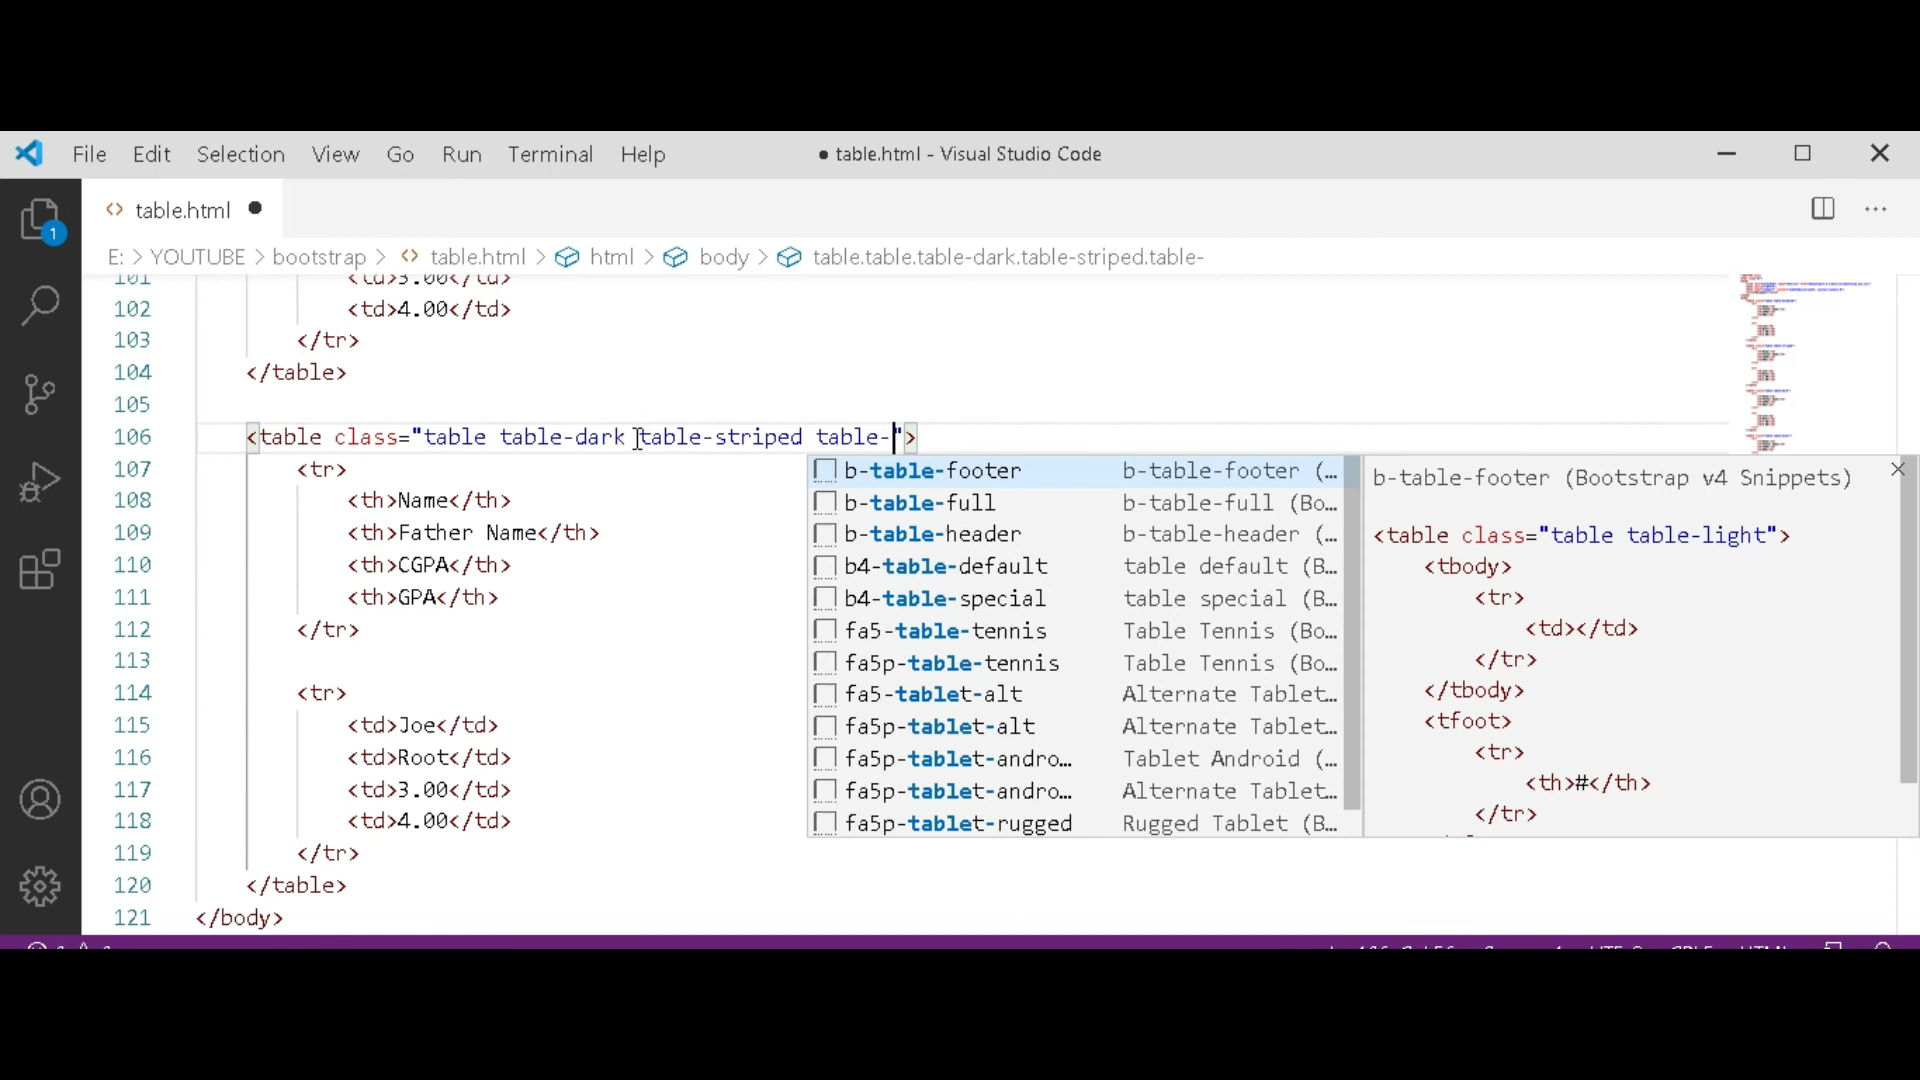 File Edit Selection View Go Run Terminal Help
● table.html - Visual Studio Code
1
<> table.html ●
E: > YOUTUBE > bootstrap > <> table.html > html > body > table.table.table-dark.table-striped.table-
101 <td>3.00</td>
102 <td>4.00</td>
103 </tr>
104 </table>
105
106 <table class="table table-dark table-striped table-">
107 <tr>
108 <th>Name</th>
109 <th>Father Name</th>
110 <th>CGPA</th>
111 <th>GPA</th>
112 </tr>
113
114 <tr>
115 <td>Joe</td>
116 <td>Root</td>
117 <td>3.00</td>
118 <td>4.00</td>
119 </tr>
120 </table>
121 </body>
b-table-footer b-table-footer (…
b-table-full b-table-full (Bo…
b-table-header b-table-header (…
b4-table-default table default (B…
b4-table-special table special (B…
fa5-table-tennis Table Tennis (Bo…
fa5p-table-tennis Table Tennis (Bo…
fa5-tablet-alt Alternate Tablet…
fa5p-tablet-alt Alternate Tablet…
fa5p-tablet-andro… Tablet Android (…
fa5p-tablet-andro… Alternate Tablet…
fa5p-tablet-rugged Rugged Tablet (B…
b-table-footer (Bootstrap v4 Snippets)
<table class="table table-light">
<tbody>
<tr>
<td></td>
</tr>
</tbody>
<tfoot>
<tr>
<th>#</th>
</tr>